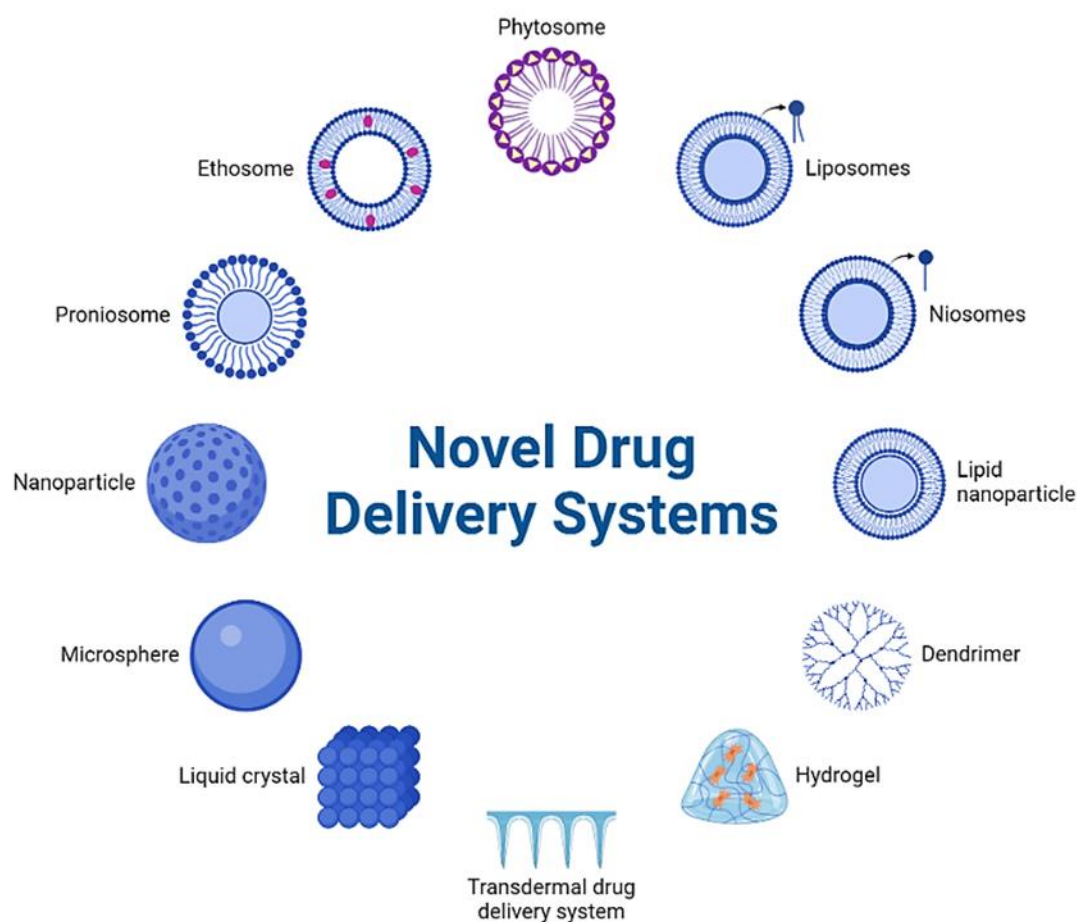 Phytosome
Ethosome
Liposomes
Proniosome
Niosomes
Novel Drug
Delivery Systems
Nanoparticle
Lipid
nanoparticle
Microsphere
Dendrimer
Liquid crystal
Hydrogel
Transdermal drug
delivery system